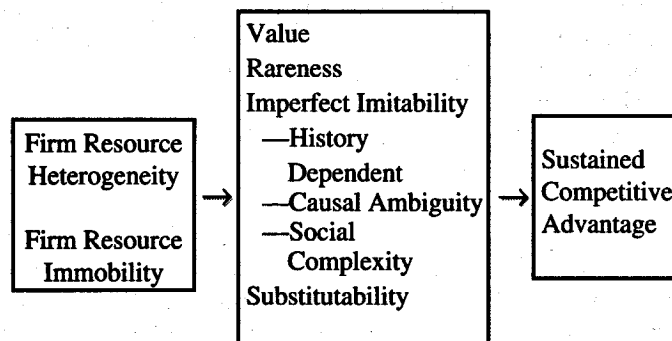 Firm Resource
Heterogeneity
Firm Resource
Immobility
→
Value
Rareness
Imperfect Imitability
—History
Dependent
—Causal Ambiguity
—Social
Complexity
Substitutability
→
Sustained
Competitive
Advantage